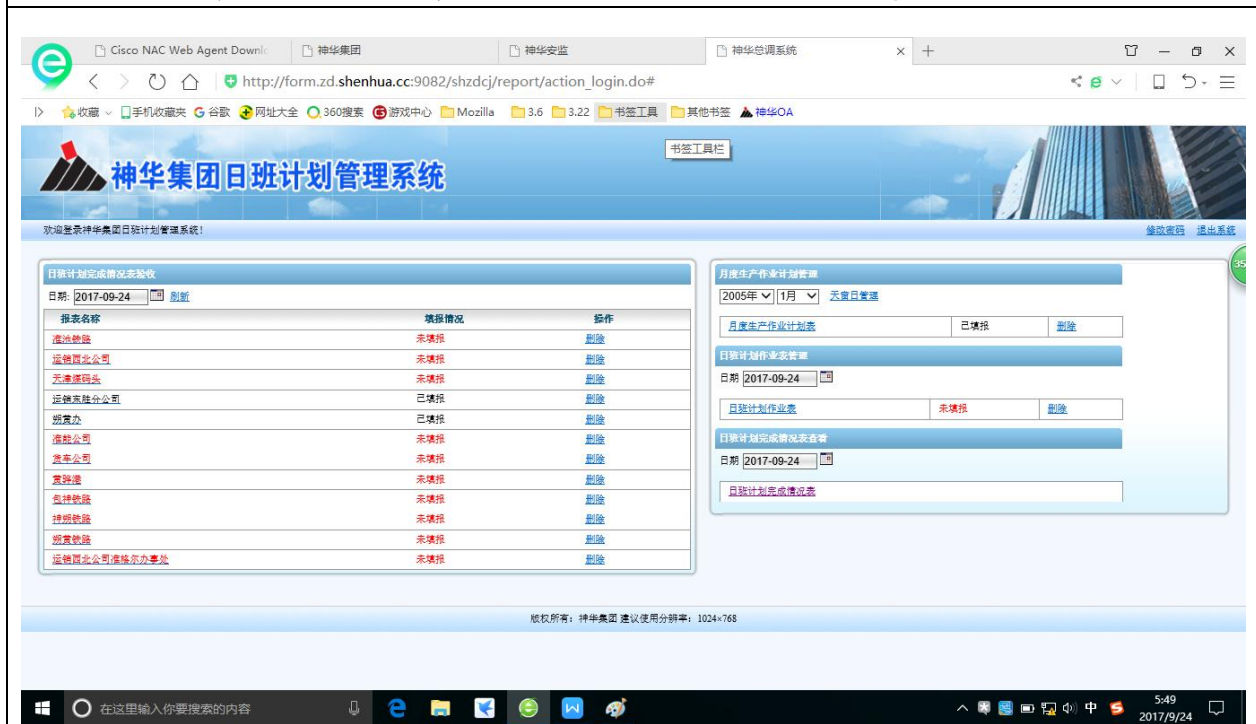 Cisco NAC Web Agent Downlo 神华集团 神华安监 神华总调系统
http://form.zd.shenhua.cc:9082/shzdcj/report/action_login.do#
收藏 手机收藏夹 谷歌 网址大全 360搜索 游戏中心 Mozilla 3.6 3.22 书签工具 其他书签 神华OA
书签工具栏
神华集团日班计划管理系统
欢迎登录神华集团日班计划管理系统! 修改密码 退出系统
35
日班计划完成情况表验收
日期: 2017-09-24 刷新
报表名称 填报情况 操作
准池铁路 未填报 删除
运销西北公司 未填报 删除
天津煤码头 未填报 删除
运销东胜分公司 已填报 删除
朔黄办 已填报 删除
准能公司 未填报 删除
货车公司 未填报 删除
黄骅港 未填报 删除
包神铁路 未填报 删除
神朔铁路 未填报 删除
朔黄铁路 未填报 删除
运销西北公司准格尔办事处 未填报 删除
月度生产作业计划管理
2005年 1月 天窗日管理
月度生产作业计划表 已填报 删除
日班计划作业表管理
日期 2017-09-24
日班计划作业表 未填报 删除
日班计划完成情况表查看
日期 2017-09-24
日班计划完成情况表
版权所有: 神华集团 建议使用分辨率: 1024×768
在这里输入你要搜索的内容
中
5:49
2017/9/24